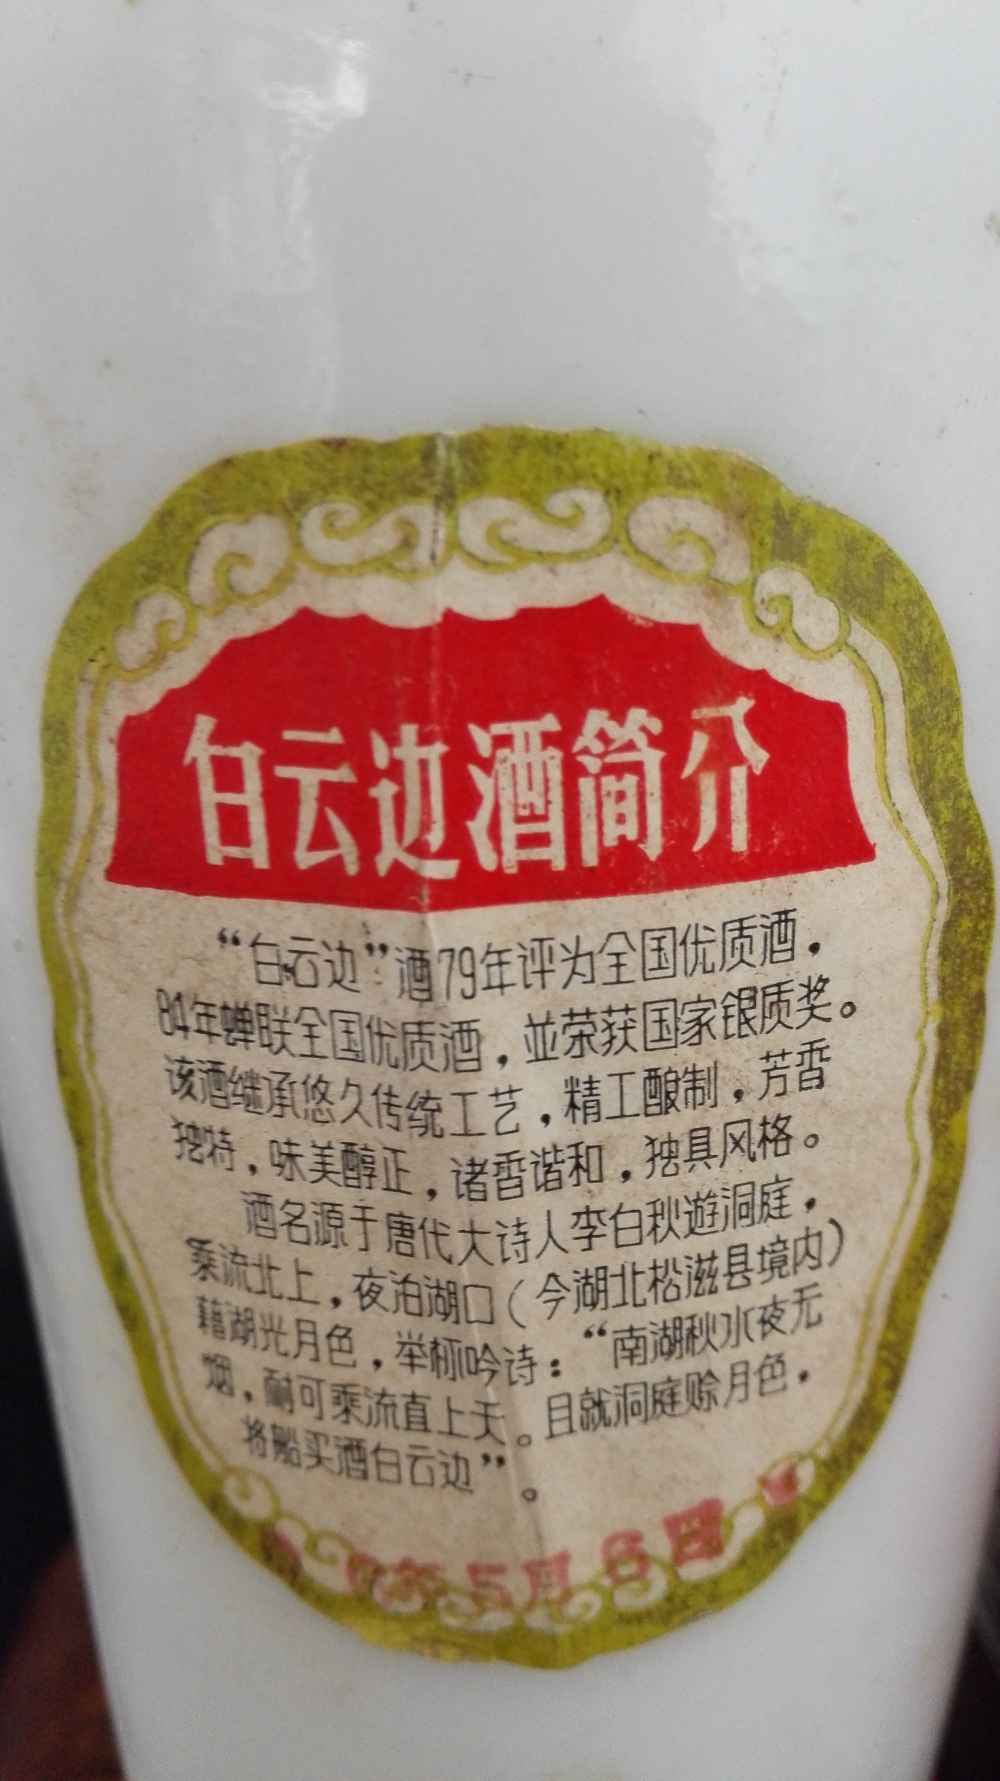 白云边酒简介
“白云边”酒79年评为全国优质酒，
84年蝉联全国优质酒，並荣获国家银质奖。
该酒继承悠久传统工艺，精工酿制，芳香
独特，味美醇正，诸香谐和，独具风格。
酒名源于唐代大诗人李白秋遊洞庭，
乘流北上，夜泊湖口（今湖北松滋县境内）
藉湖光月色，举桮吟诗：“南湖秋水夜无
烟，耐可乘流直上天。且就洞庭赊月色，
将船买酒白云边”。
年5月6日